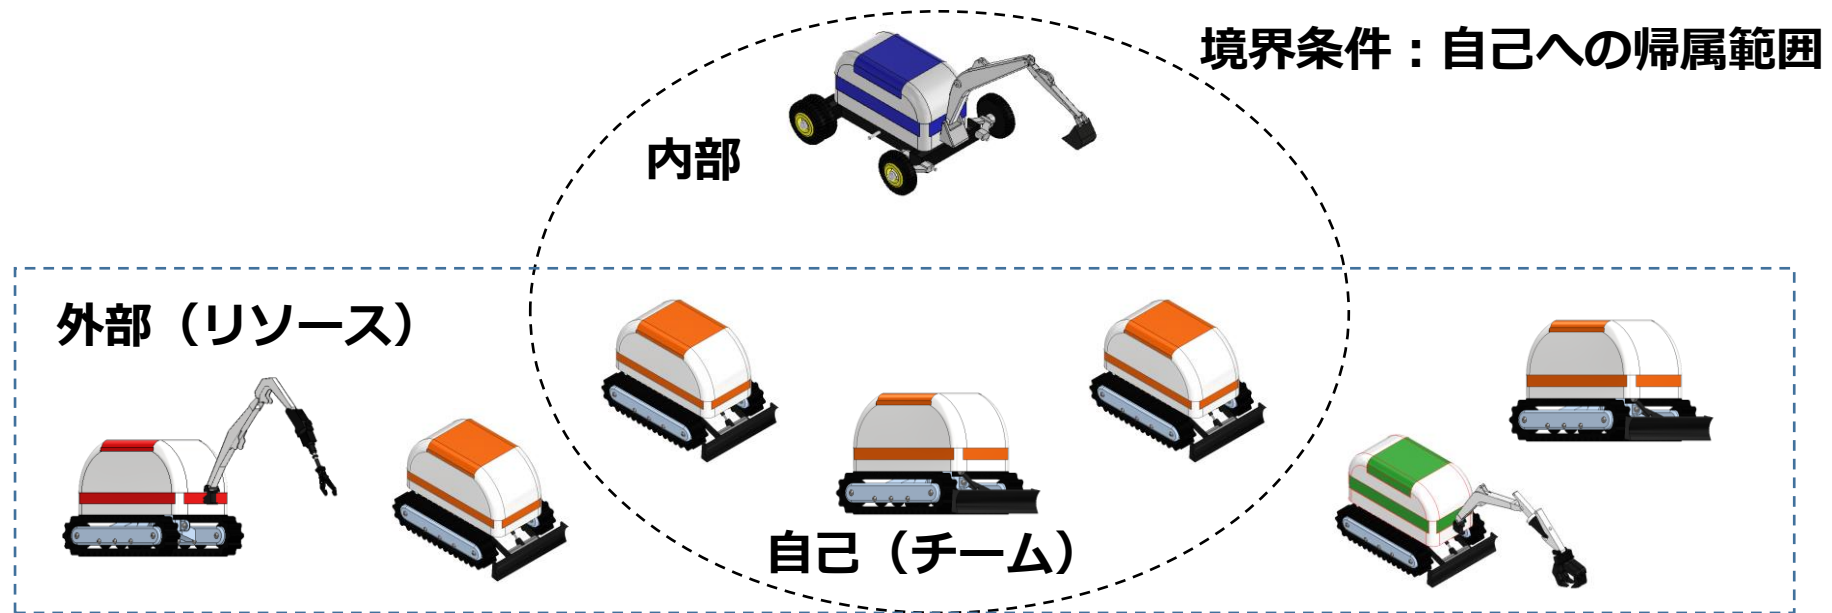 境界条件：自己への帰属範囲
内部
外部（リソース）
自己（チーム）